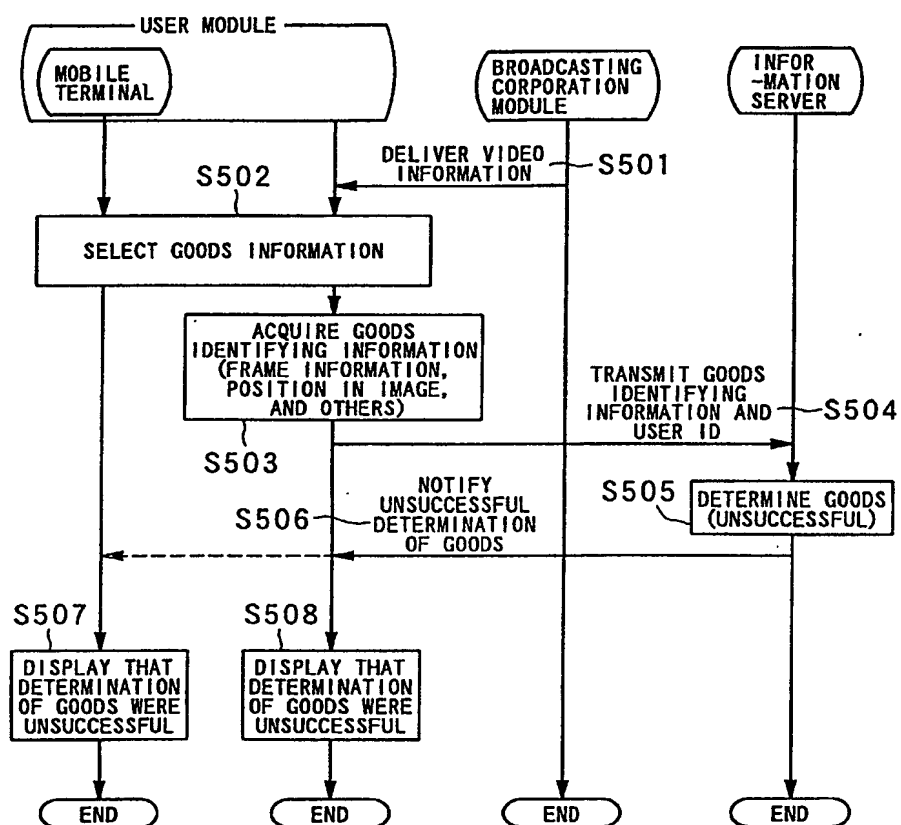 USER MODULE
MOBILE
TERMINAL
BROADCASTING
CORPORATION
MODULE
INFOR
-MATION
SERVER
DELIVER VIDEO
INFORMATION
S501
S502
SELECT GOODS INFORMATION
ACQUIRE GOODS
IDENTIFYING INFORMATION
(FRAME INFORMATION,
POSITION IN IMAGE,
AND OTHERS)
S503
TRANSMIT GOODS
IDENTIFYING
INFORMATION AND
USER ID
S504
S505
DETERMINE GOODS
(UNSUCCESSFUL)
NOTIFY
UNSUCCESSFUL
DETERMINATION
OF GOODS
S506
S507
DISPLAY THAT
DETERMINATION
OF GOODS WERE
UNSUCCESSFUL
S508
DISPLAY THAT
DETERMINATION
OF GOODS WERE
UNSUCCESSFUL
END
END
END
END